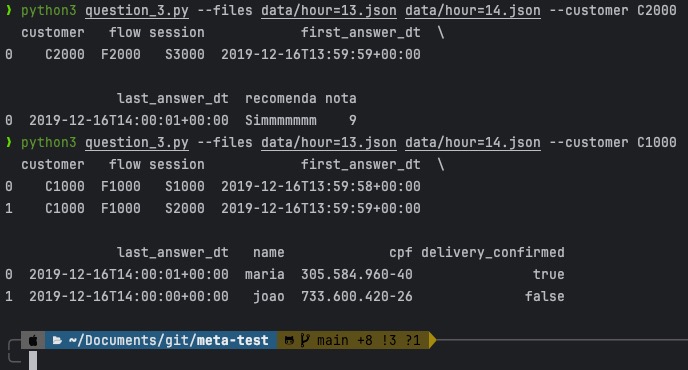 ❯ python3 question_3.py --files data/hour=13.json data/hour=14.json --customer C2000
  customer   flow session           first_answer_dt  \
0    C2000  F2000   S3000  2019-12-16T13:59:59+00:00

              last_answer_dt  recomenda nota
0  2019-12-16T14:00:01+00:00  Simmmmmmm    9
❯ python3 question_3.py --files data/hour=13.json data/hour=14.json --customer C1000
  customer   flow session           first_answer_dt  \
0    C1000  F1000   S1000  2019-12-16T13:59:58+00:00
1    C1000  F1000   S2000  2019-12-16T13:59:59+00:00

              last_answer_dt   name             cpf delivery_confirmed
0  2019-12-16T14:00:01+00:00  maria  305.584.960-40               true
1  2019-12-16T14:00:00+00:00   joao  733.600.420-26              false

~/Documents/git/meta-test main +8 !3 ?1